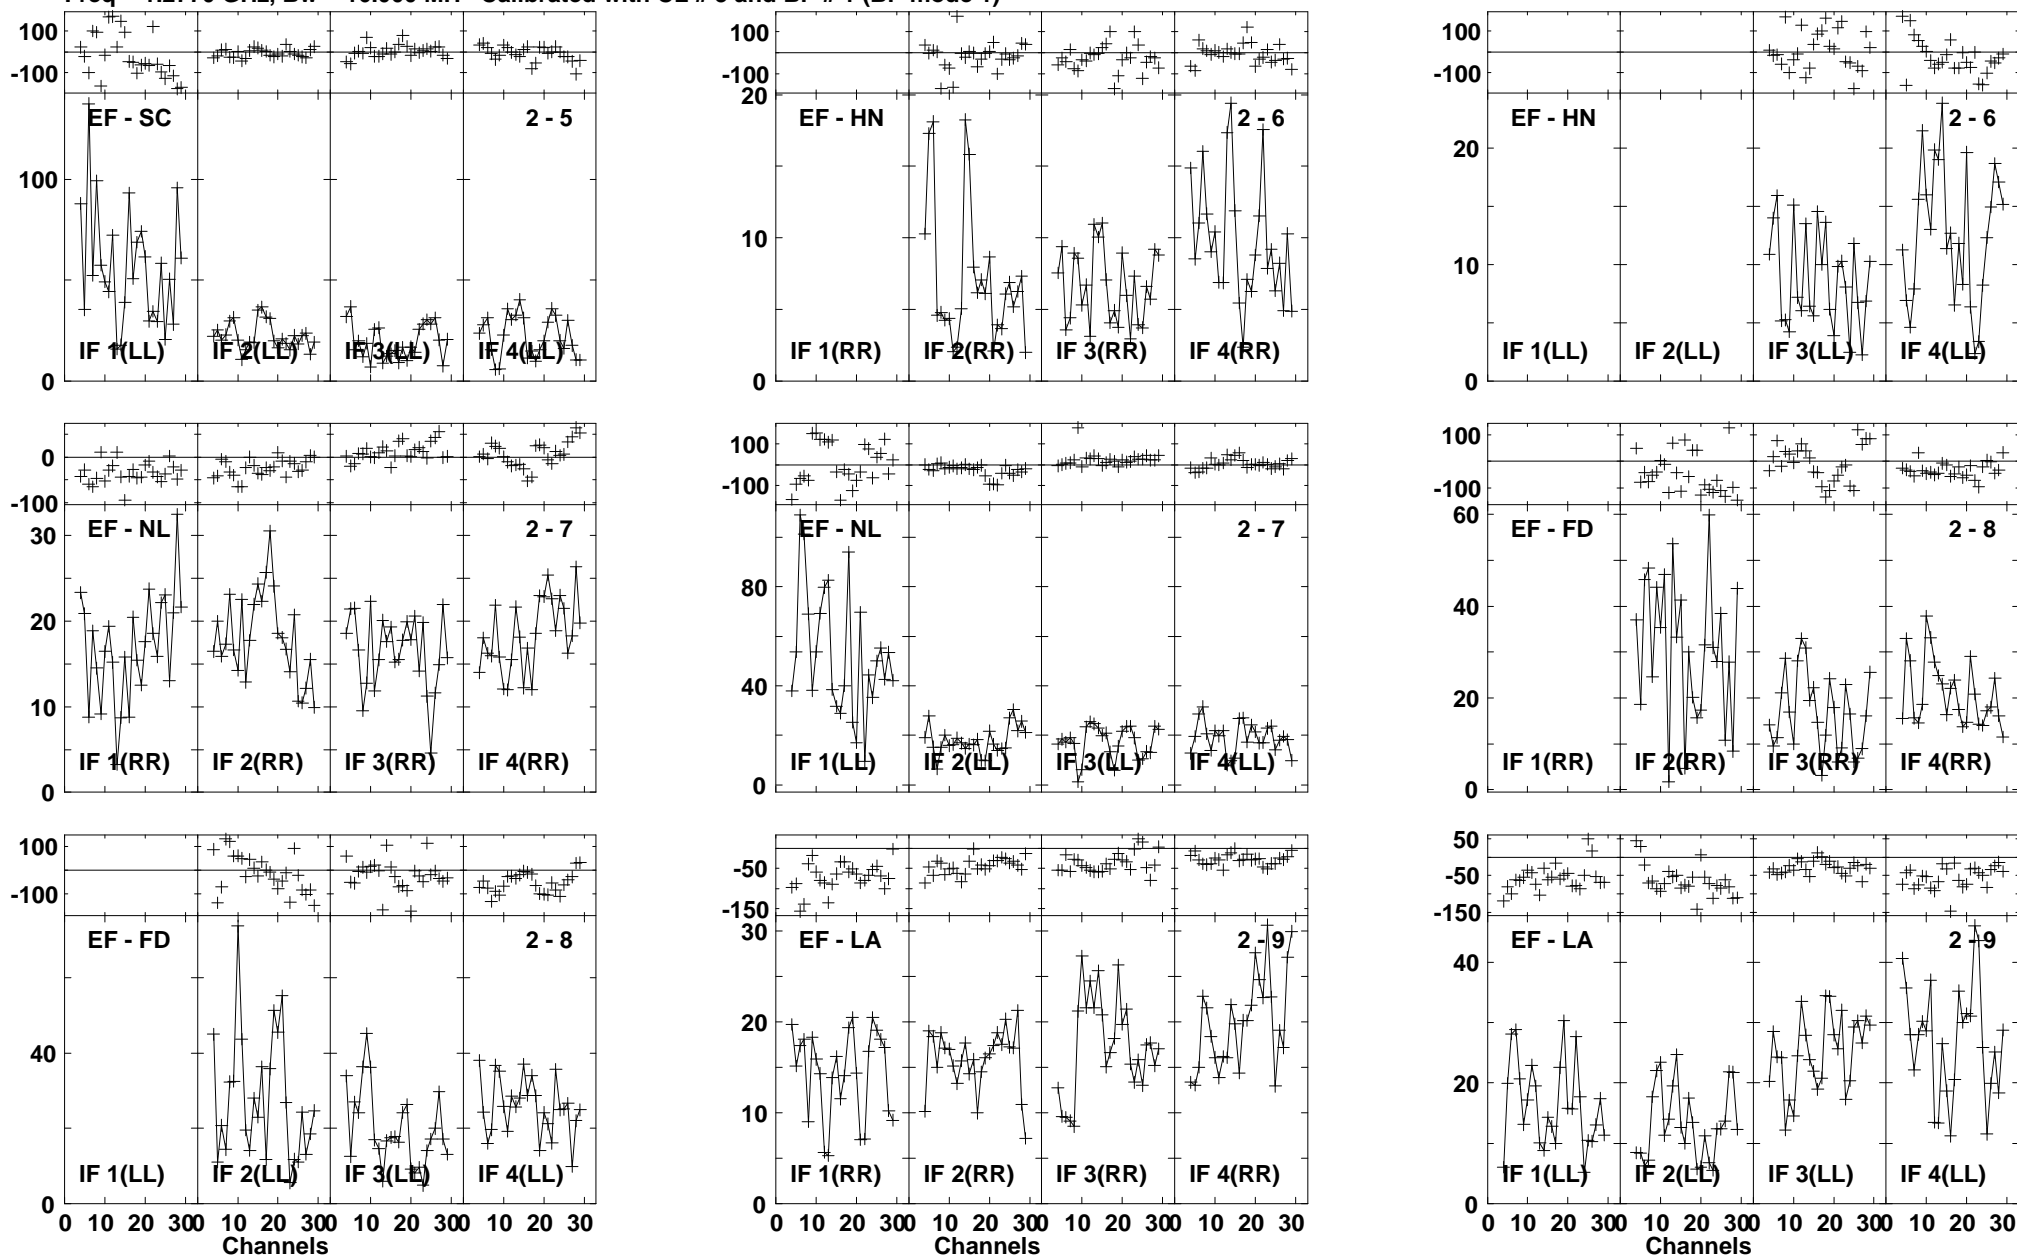 100
-100
EF - SC
2 - 5
100
0
IF 1(LL)
IF 2(LL)
IF 3(LL)
IF 4(LL)
100
-100
20
EF - HN
2 - 6
10
0
IF 1(RR)
IF 2(RR)
IF 3(RR)
IF 4(RR)
100
-100
EF - HN
2 - 6
20
10
0
IF 1(LL)
IF 2(LL)
IF 3(LL)
IF 4(LL)
0
-100
EF - NL
2 - 7
30
20
10
0
IF 1(RR)
IF 2(RR)
IF 3(RR)
IF 4(RR)
100
-100
EF - NL
2 - 7
80
40
0
IF 1(LL)
IF 2(LL)
IF 3(LL)
IF 4(LL)
100
-100
60
EF - FD
2 - 8
40
20
0
IF 1(RR)
IF 2(RR)
IF 3(RR)
IF 4(RR)
100
-100
EF - FD
2 - 8
40
0
IF 1(LL)
IF 2(LL)
IF 3(LL)
IF 4(LL)
0 10 20 30 0 10 20 30 0 10 20 30 0 10 20 30
Channels
-50
-150
30
EF - LA
2 - 9
20
10
0
IF 1(RR)
IF 2(RR)
IF 3(RR)
IF 4(RR)
0 10 20 30 0 10 20 30 0 10 20 30 0 10 20 30
Channels
50
-50
-150
EF - LA
2 - 9
40
20
0
IF 1(LL)
IF 2(LL)
IF 3(LL)
IF 4(LL)
0 10 20 30 0 10 20 30 0 10 20 30 0 10 20 30
Channels